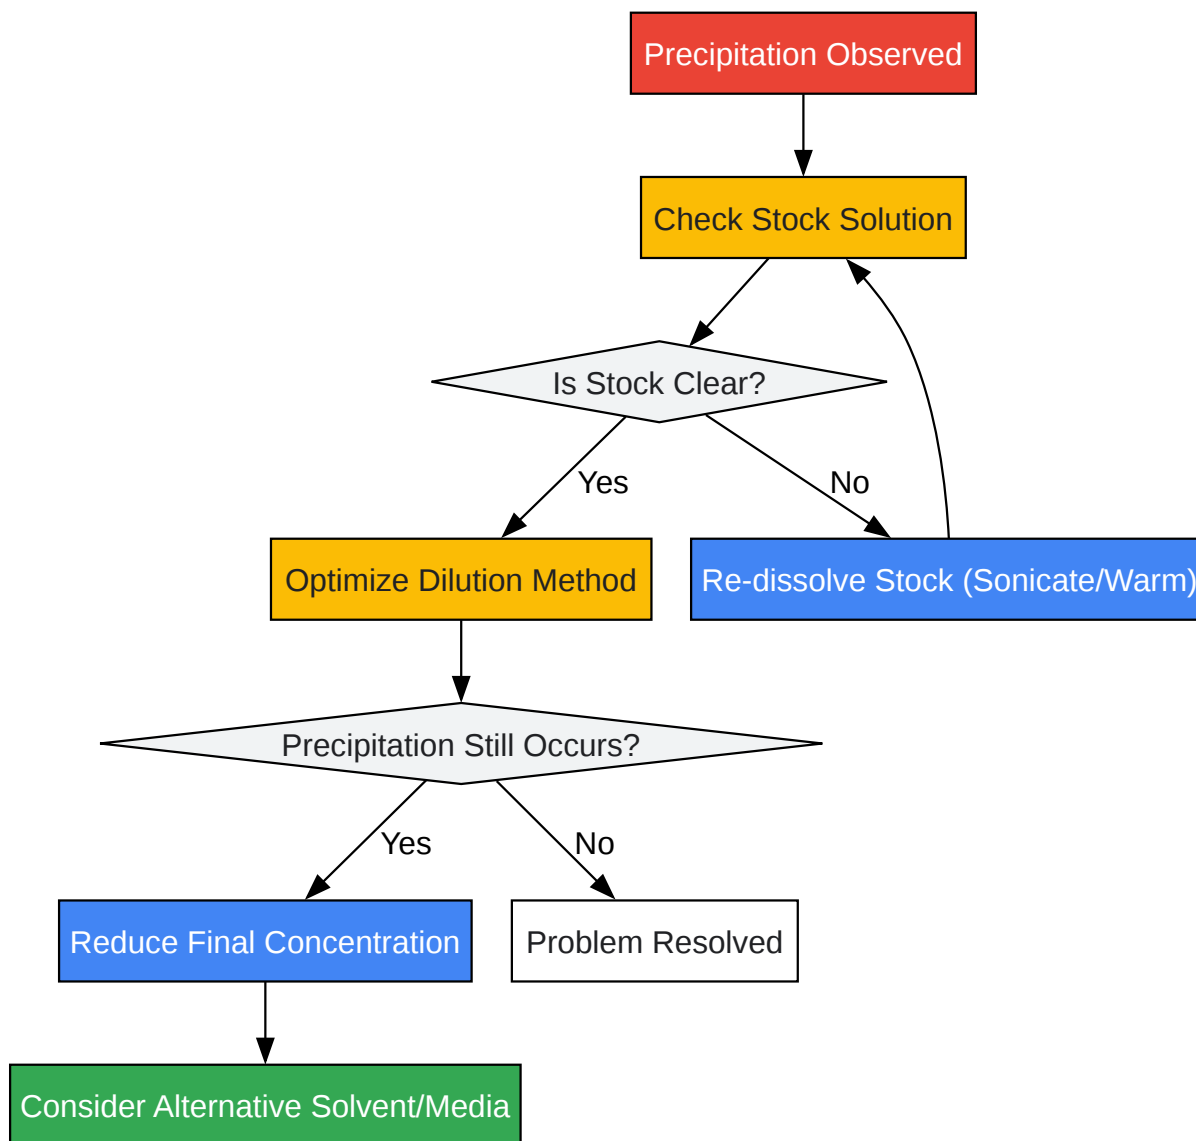 Precipitation Observed
Check Stock Solution
Is Stock Clear?
Yes
No
Optimize Dilution Method
Re-dissolve Stock (Sonicate/Warm)
Precipitation Still Occurs?
Yes
No
Reduce Final Concentration
Problem Resolved
Consider Alternative Solvent/Media